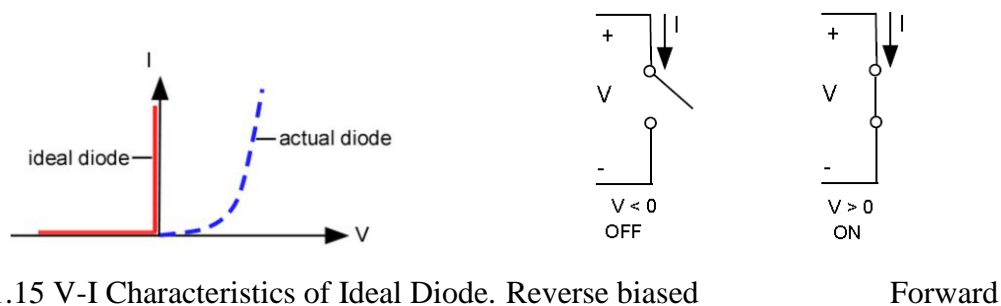 I
ideal diode
actual diode
V
+
I
V
-
V < 0
OFF
+
I
V
-
V > 0
ON
.15 V-I Characteristics of Ideal Diode. Reverse biased Forward